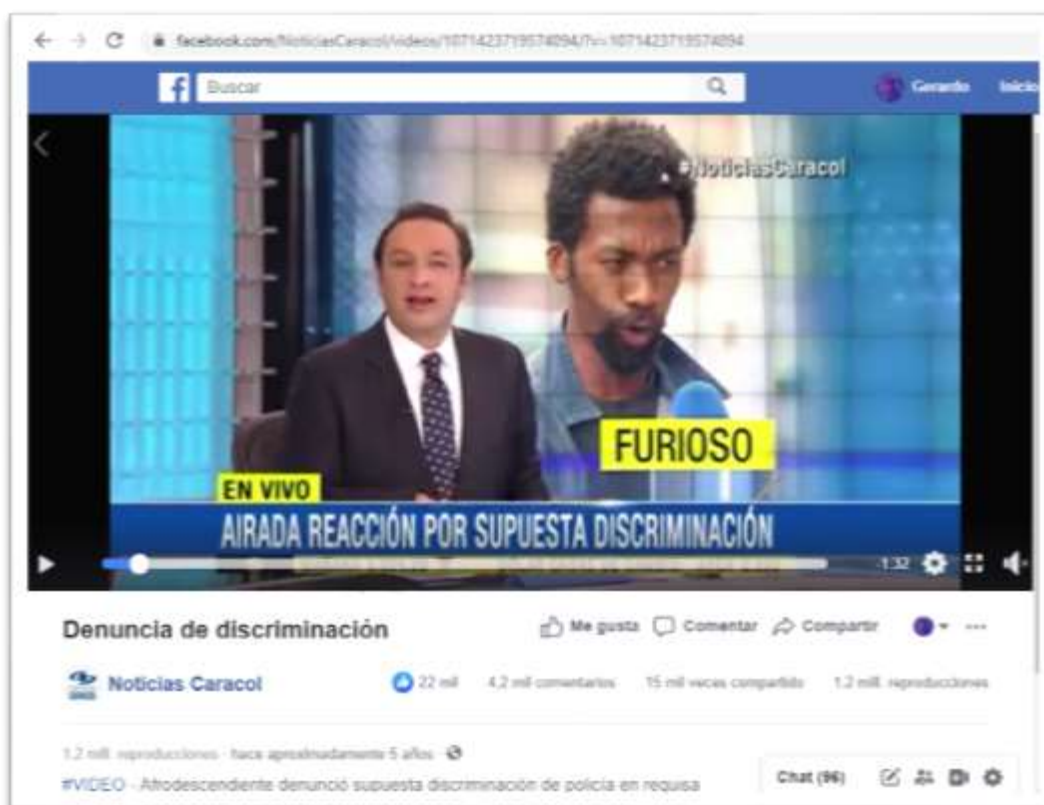 facebook.com/NoticiasCaracol/videos/1071423719574094/?v=1071423719574094
Buscar
Gerardo
Inicio
#NoticiasCaracol
FURIOSO
EN VIVO
AIRADA REACCIÓN POR SUPUESTA DISCRIMINACIÓN
-1:32
Denuncia de discriminación
Me gusta Comentar Compartir
Noticias Caracol
22 mil 4,2 mil comentarios 15 mil veces compartido 1.2 mill. reproducciones
1.2 mill. reproducciones · hace aproximadamente 5 años ·
#VIDEO - Afrodescendiente denunció supuesta discriminación de policía en requisa
Chat (96)